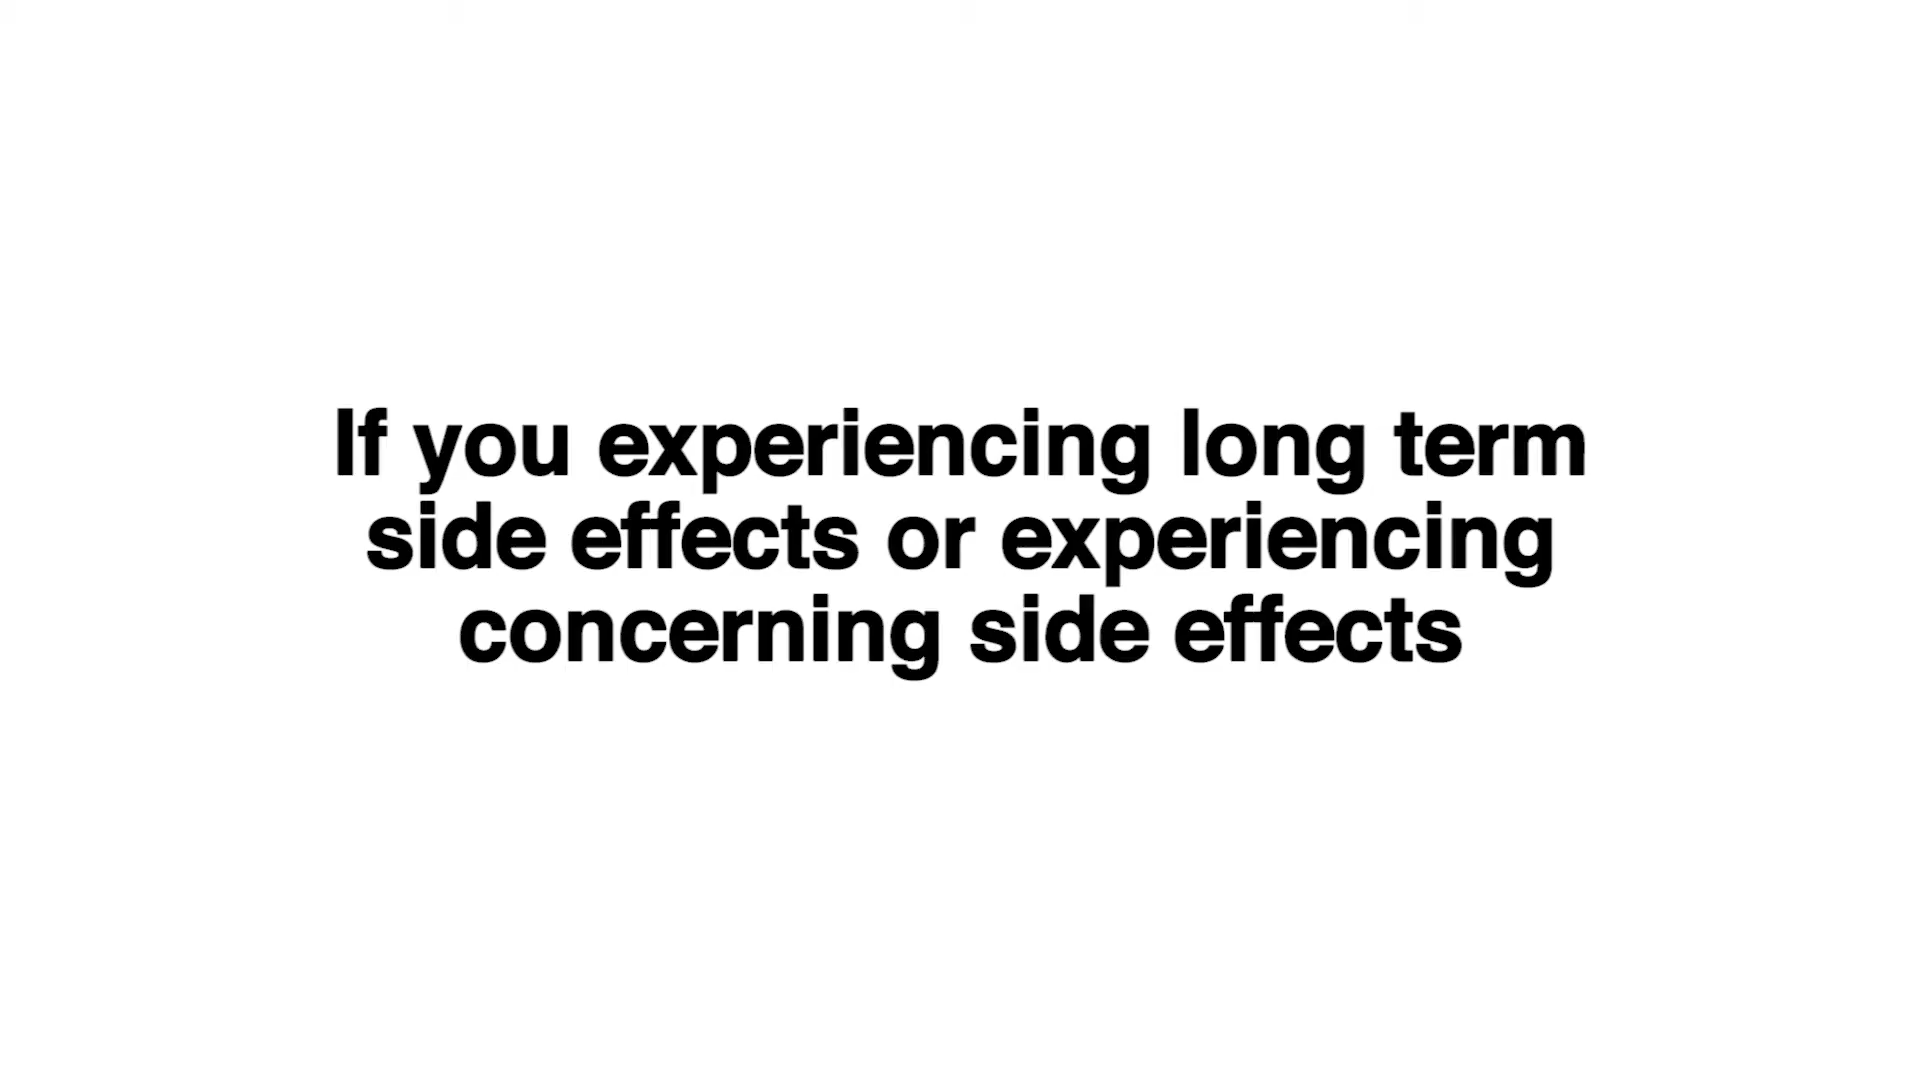 If you experiencing long term
side effects or experiencing
concerning side effects